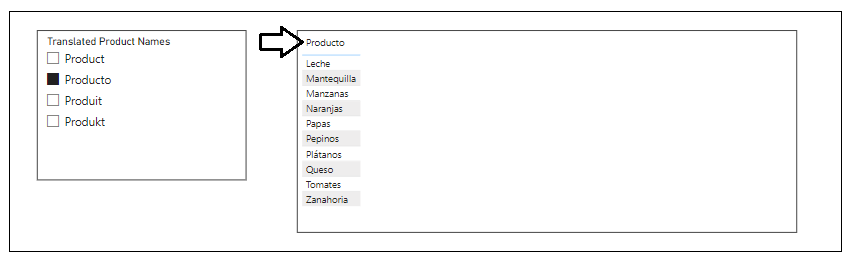 Translated Product Names
Product
Producto
Produit
Produkt
Producto
Leche
Mantequilla
Manzanas
Naranjas
Papas
Pepinos
Plátanos
Queso
Tomates
Zanahoria